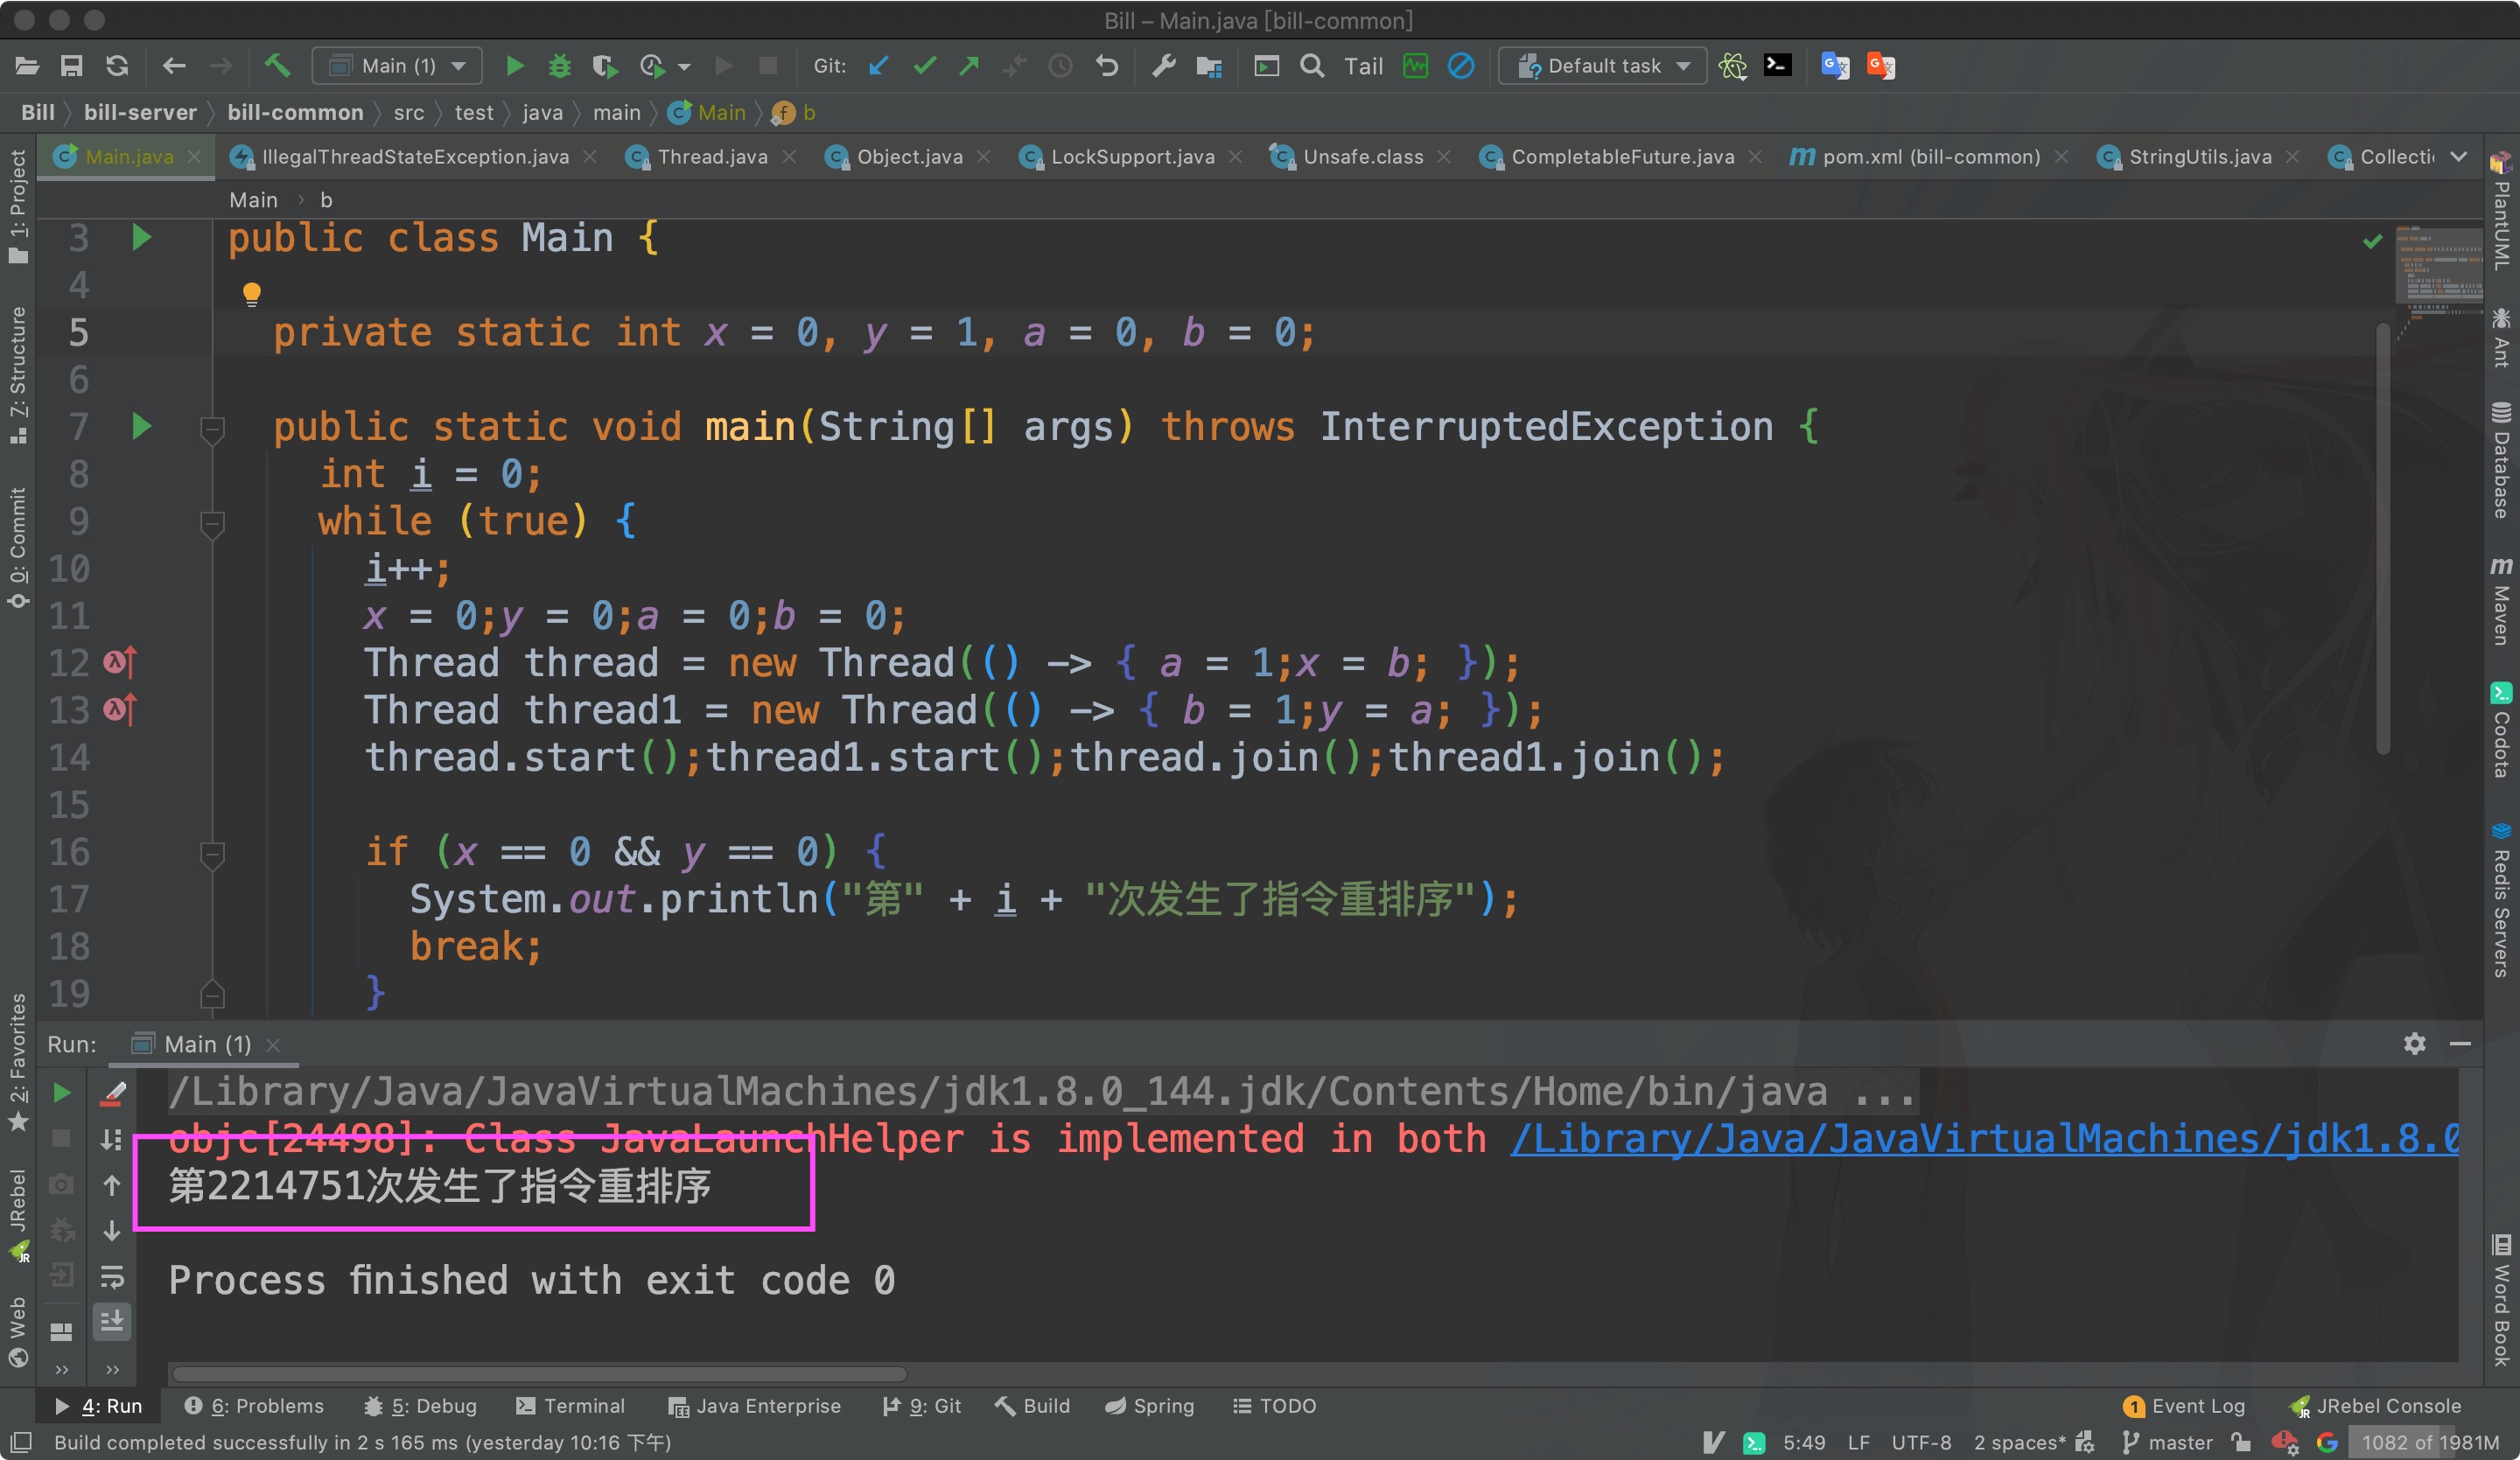 Bill – Main.java [bill-common]
Main (1)
Git:
Tail
Default task
Bill
bill-server
bill-common
src
test
java
main
Main
b
Main.java
IllegalThreadStateException.java
Thread.java
Object.java
LockSupport.java
Unsafe.class
CompletableFuture.java
pom.xml (bill-common)
StringUtils.java
Collecti
Main
b
3 public class Main {
4
5 private static int x = 0, y = 1, a = 0, b = 0;
6
7 public static void main(String[] args) throws InterruptedException {
8 int i = 0;
9 while (true) {
10 i++;
11 x = 0;y = 0;a = 0;b = 0;
12 Thread thread = new Thread(() -> { a = 1;x = b; });
13 Thread thread1 = new Thread(() -> { b = 1;y = a; });
14 thread.start();thread1.start();thread.join();thread1.join();
15
16 if (x == 0 && y == 0) {
17 System.out.println("第" + i + "次发生了指令重排序");
18 break;
19 }
1: Project
7: Structure
0: Commit
2: Favorites
JRebel
Web
PlantUML
Ant
Database
Maven
Codota
Redis Servers
Word Book
Run:
Main (1)
/Library/Java/JavaVirtualMachines/jdk1.8.0_144.jdk/Contents/Home/bin/java ...
objc[24498]: Class JavaLaunchHelper is implemented in both /Library/Java/JavaVirtualMachines/jdk1.8.0
第2214751次发生了指令重排序
Process finished with exit code 0
4: Run
6: Problems
5: Debug
Terminal
Java Enterprise
9: Git
Build
Spring
TODO
1 Event Log
JRebel Console
Build completed successfully in 2 s 165 ms (yesterday 10:16 下午)
5:49
LF
UTF-8
2 spaces*
master
1082 of 1981M